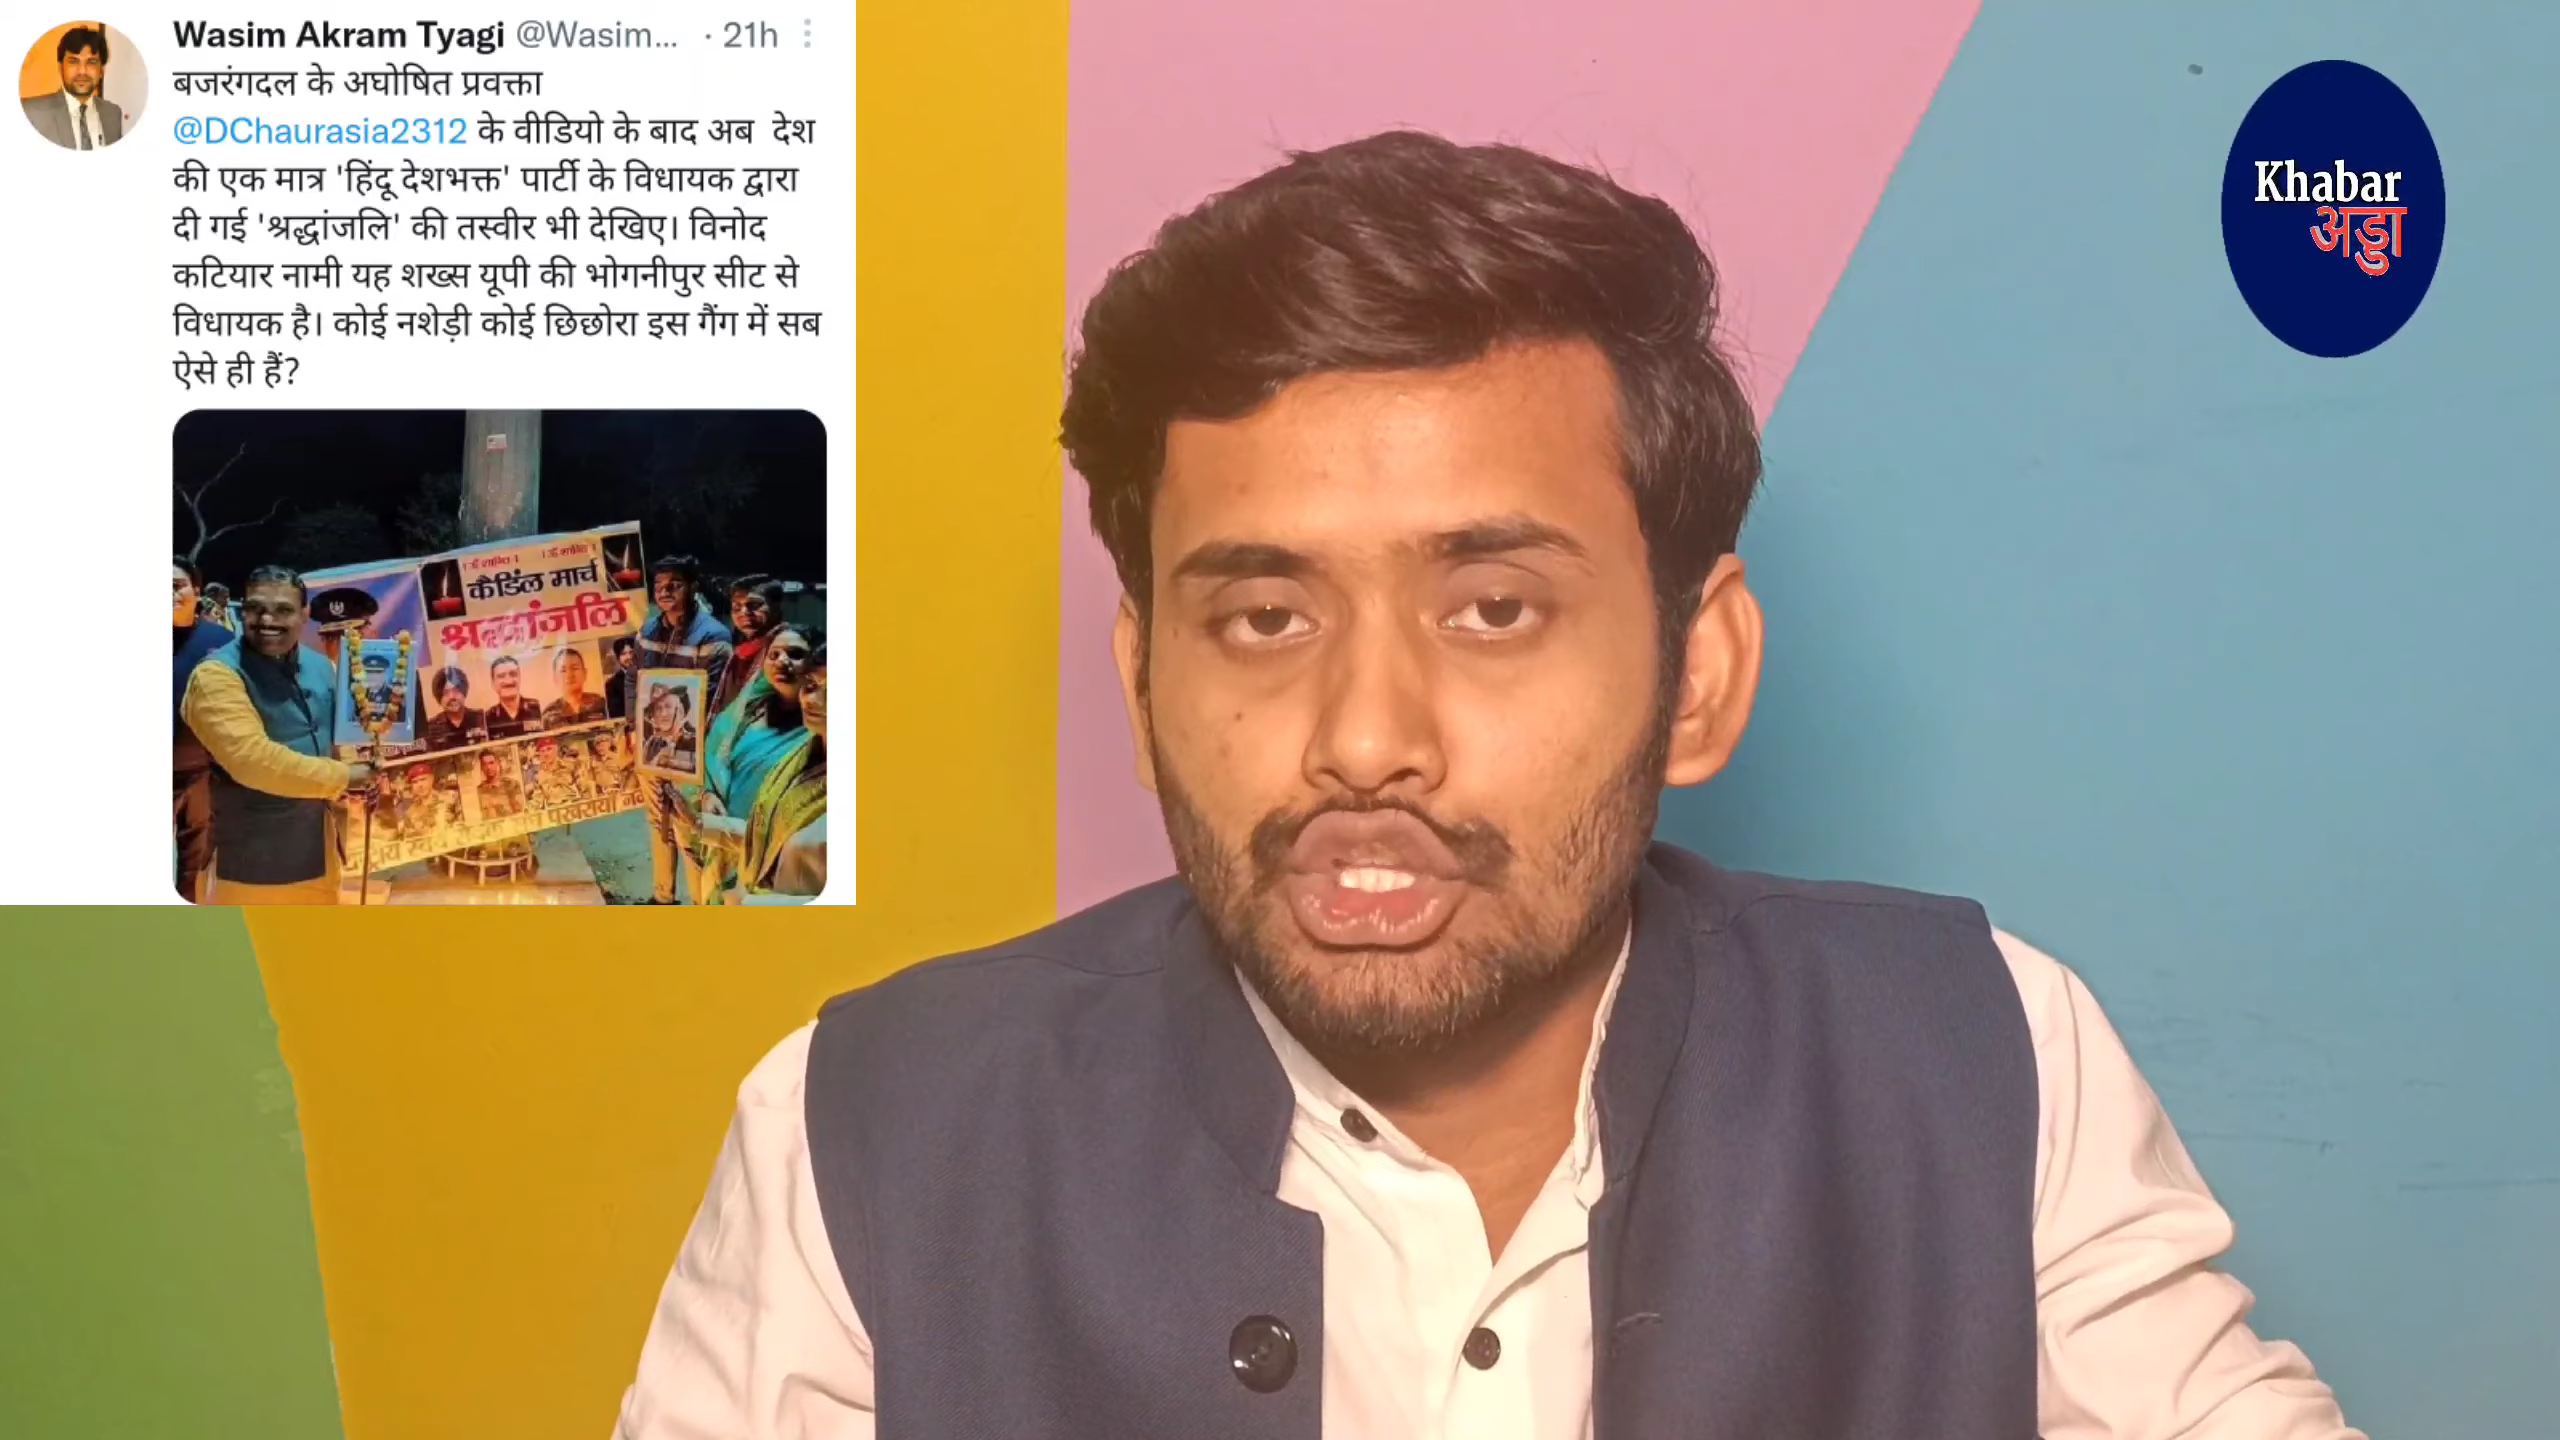 Wasim Akram Tyagi @Wasim... · 21h
बजरंगदल के अघोषित प्रवक्ता
@DChaurasia2312 के वीडियो के बाद अब देश
की एक मात्र 'हिंदू देशभक्त' पार्टी के विधायक द्वारा
दी गई 'श्रद्धांजलि' की तस्वीर भी देखिए। विनोद
कटियार नामी यह शख्स यूपी की भोगनीपुर सीट से
विधायक है। कोई नशेड़ी कोई छिछोरा इस गैंग में सब
ऐसे ही हैं?
। ॐ शान्ति । । ॐ शान्ति ।
कैडिंल मार्च
श्रद्धांजलि
Khabar
अड्डा